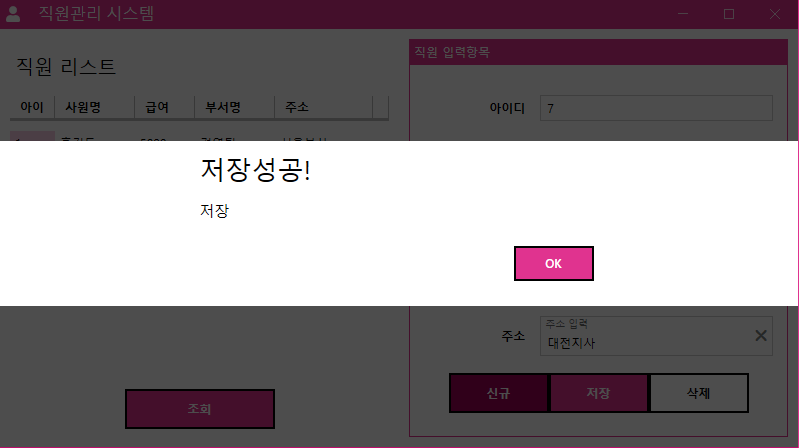 직원관리 시스템
직원 리스트
아이 사원명 급여 부서명 주소
저장성공!
저장
OK
조회
직원 입력항목
아이디 7
주소 주소 입력
대전지사
신규 저장 삭제